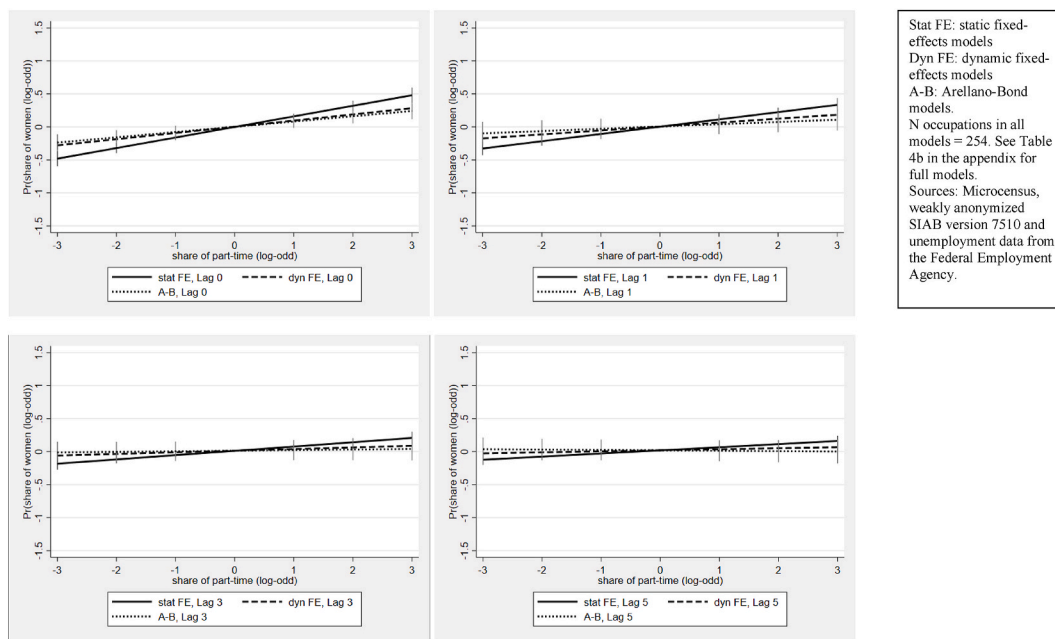 Pr(share of women (log-odd))
-1.5 -1 -.5 0 .5 1 1.5
-3 -2 -1 0 1 2 3
share of part-time (log-odd)
stat FE, Lag 0 dyn FE, Lag 0
A-B, Lag 0
Pr(share of women (log-odd))
-1.5 -1 -.5 0 .5 1 1.5
-3 -2 -1 0 1 2 3
share of part-time (log-odd)
stat FE, Lag 1 dyn FE, Lag 1
A-B, Lag 1
Stat FE: static fixed-
effects models
Dyn FE: dynamic fixed-
effects models
A-B: Arellano-Bond
models.
N occupations in all
models = 254. See Table
4b in the appendix for
full models.
Sources: Microcensus,
weakly anonymized
SIAB version 7510 and
unemployment data from
the Federal Employment
Agency.
Pr(share of women (log-odd))
-1.5 -1 -.5 0 .5 1 1.5
-3 -2 -1 0 1 2 3
share of part-time (log-odd)
stat FE, Lag 3 dyn FE, Lag 3
A-B, Lag 3
Pr(share of women (log-odd))
-1.5 -1 -.5 0 .5 1 1.5
-3 -2 -1 0 1 2 3
share of part-time (log-odd)
stat FE, Lag 5 dyn FE, Lag 5
A-B, Lag 5